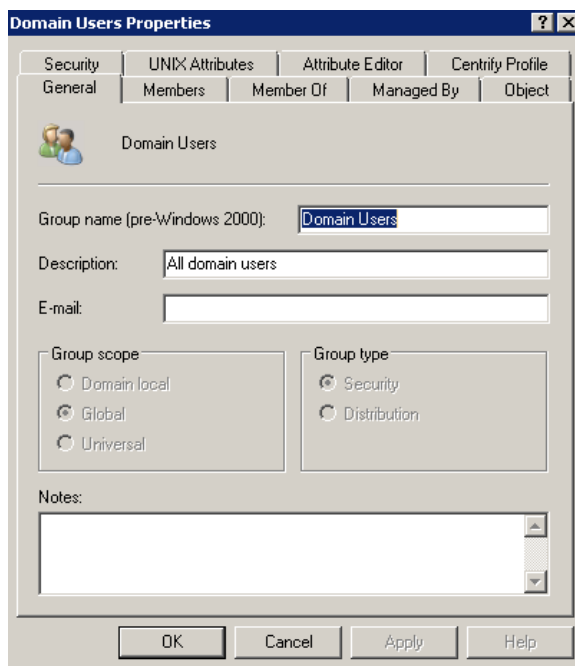 Domain Users Properties
Security UNIX Attributes Attribute Editor Centrify Profile
General Members Member Of Managed By Object
Domain Users
Group name (pre-Windows 2000): Domain Users
Description: All domain users
E-mail:
Group scope Group type
Domain local Security
Global Distribution
Universal
Notes:
OK Cancel Apply Help